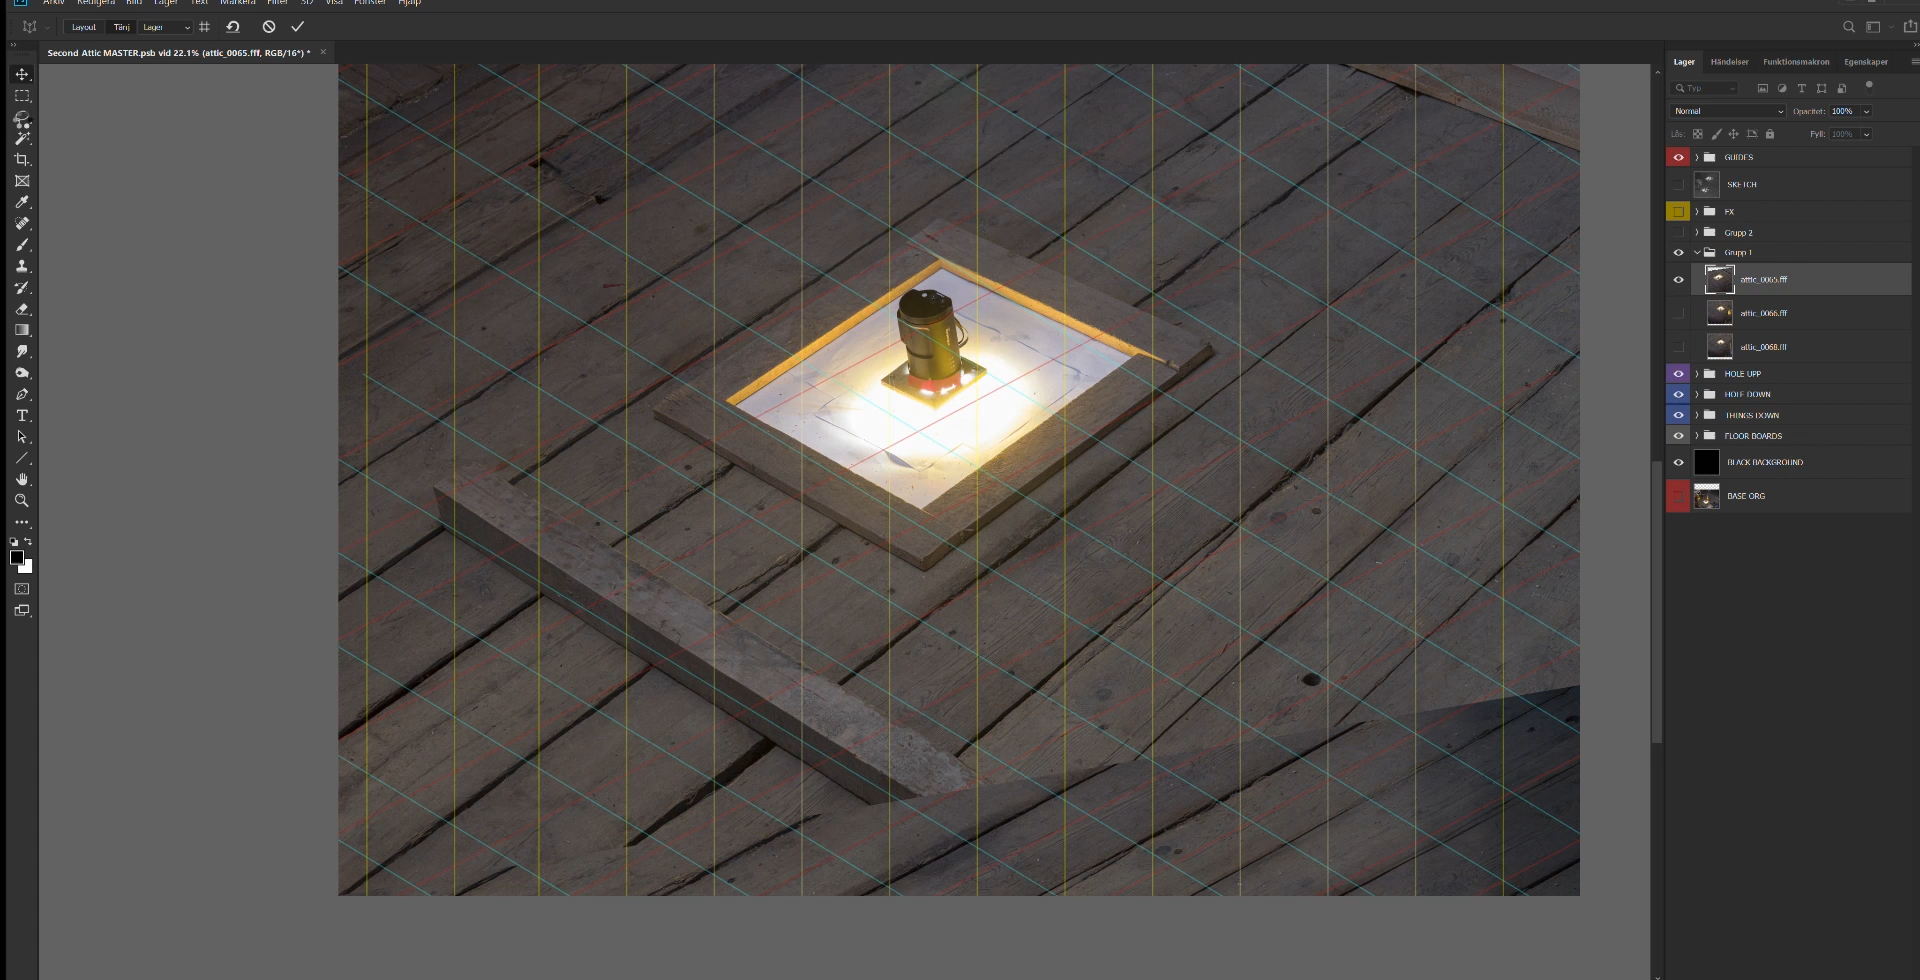 Arkiv Redigera Bild Lager Text Markera Filter 3D Visa Fönster Hjälp
Layout Tänj Lager
Second Attic MASTER.psb vid 22.1% (attic_0065.fff, RGB/16*) *
Lager Händelser Funktionsmakron Egenskaper
Typ
Normal Opacitet: 100%
Lås: Fyll: 100%
GUIDES
SKETCH
FX
Grupp 2
Grupp 1
attic_0065.fff
attic_0066.fff
attic_0068.fff
HOLE UPP
HOLE DOWN
THINGS DOWN
FLOOR BOARDS
BLACK BACKGROUND
BASE ORG